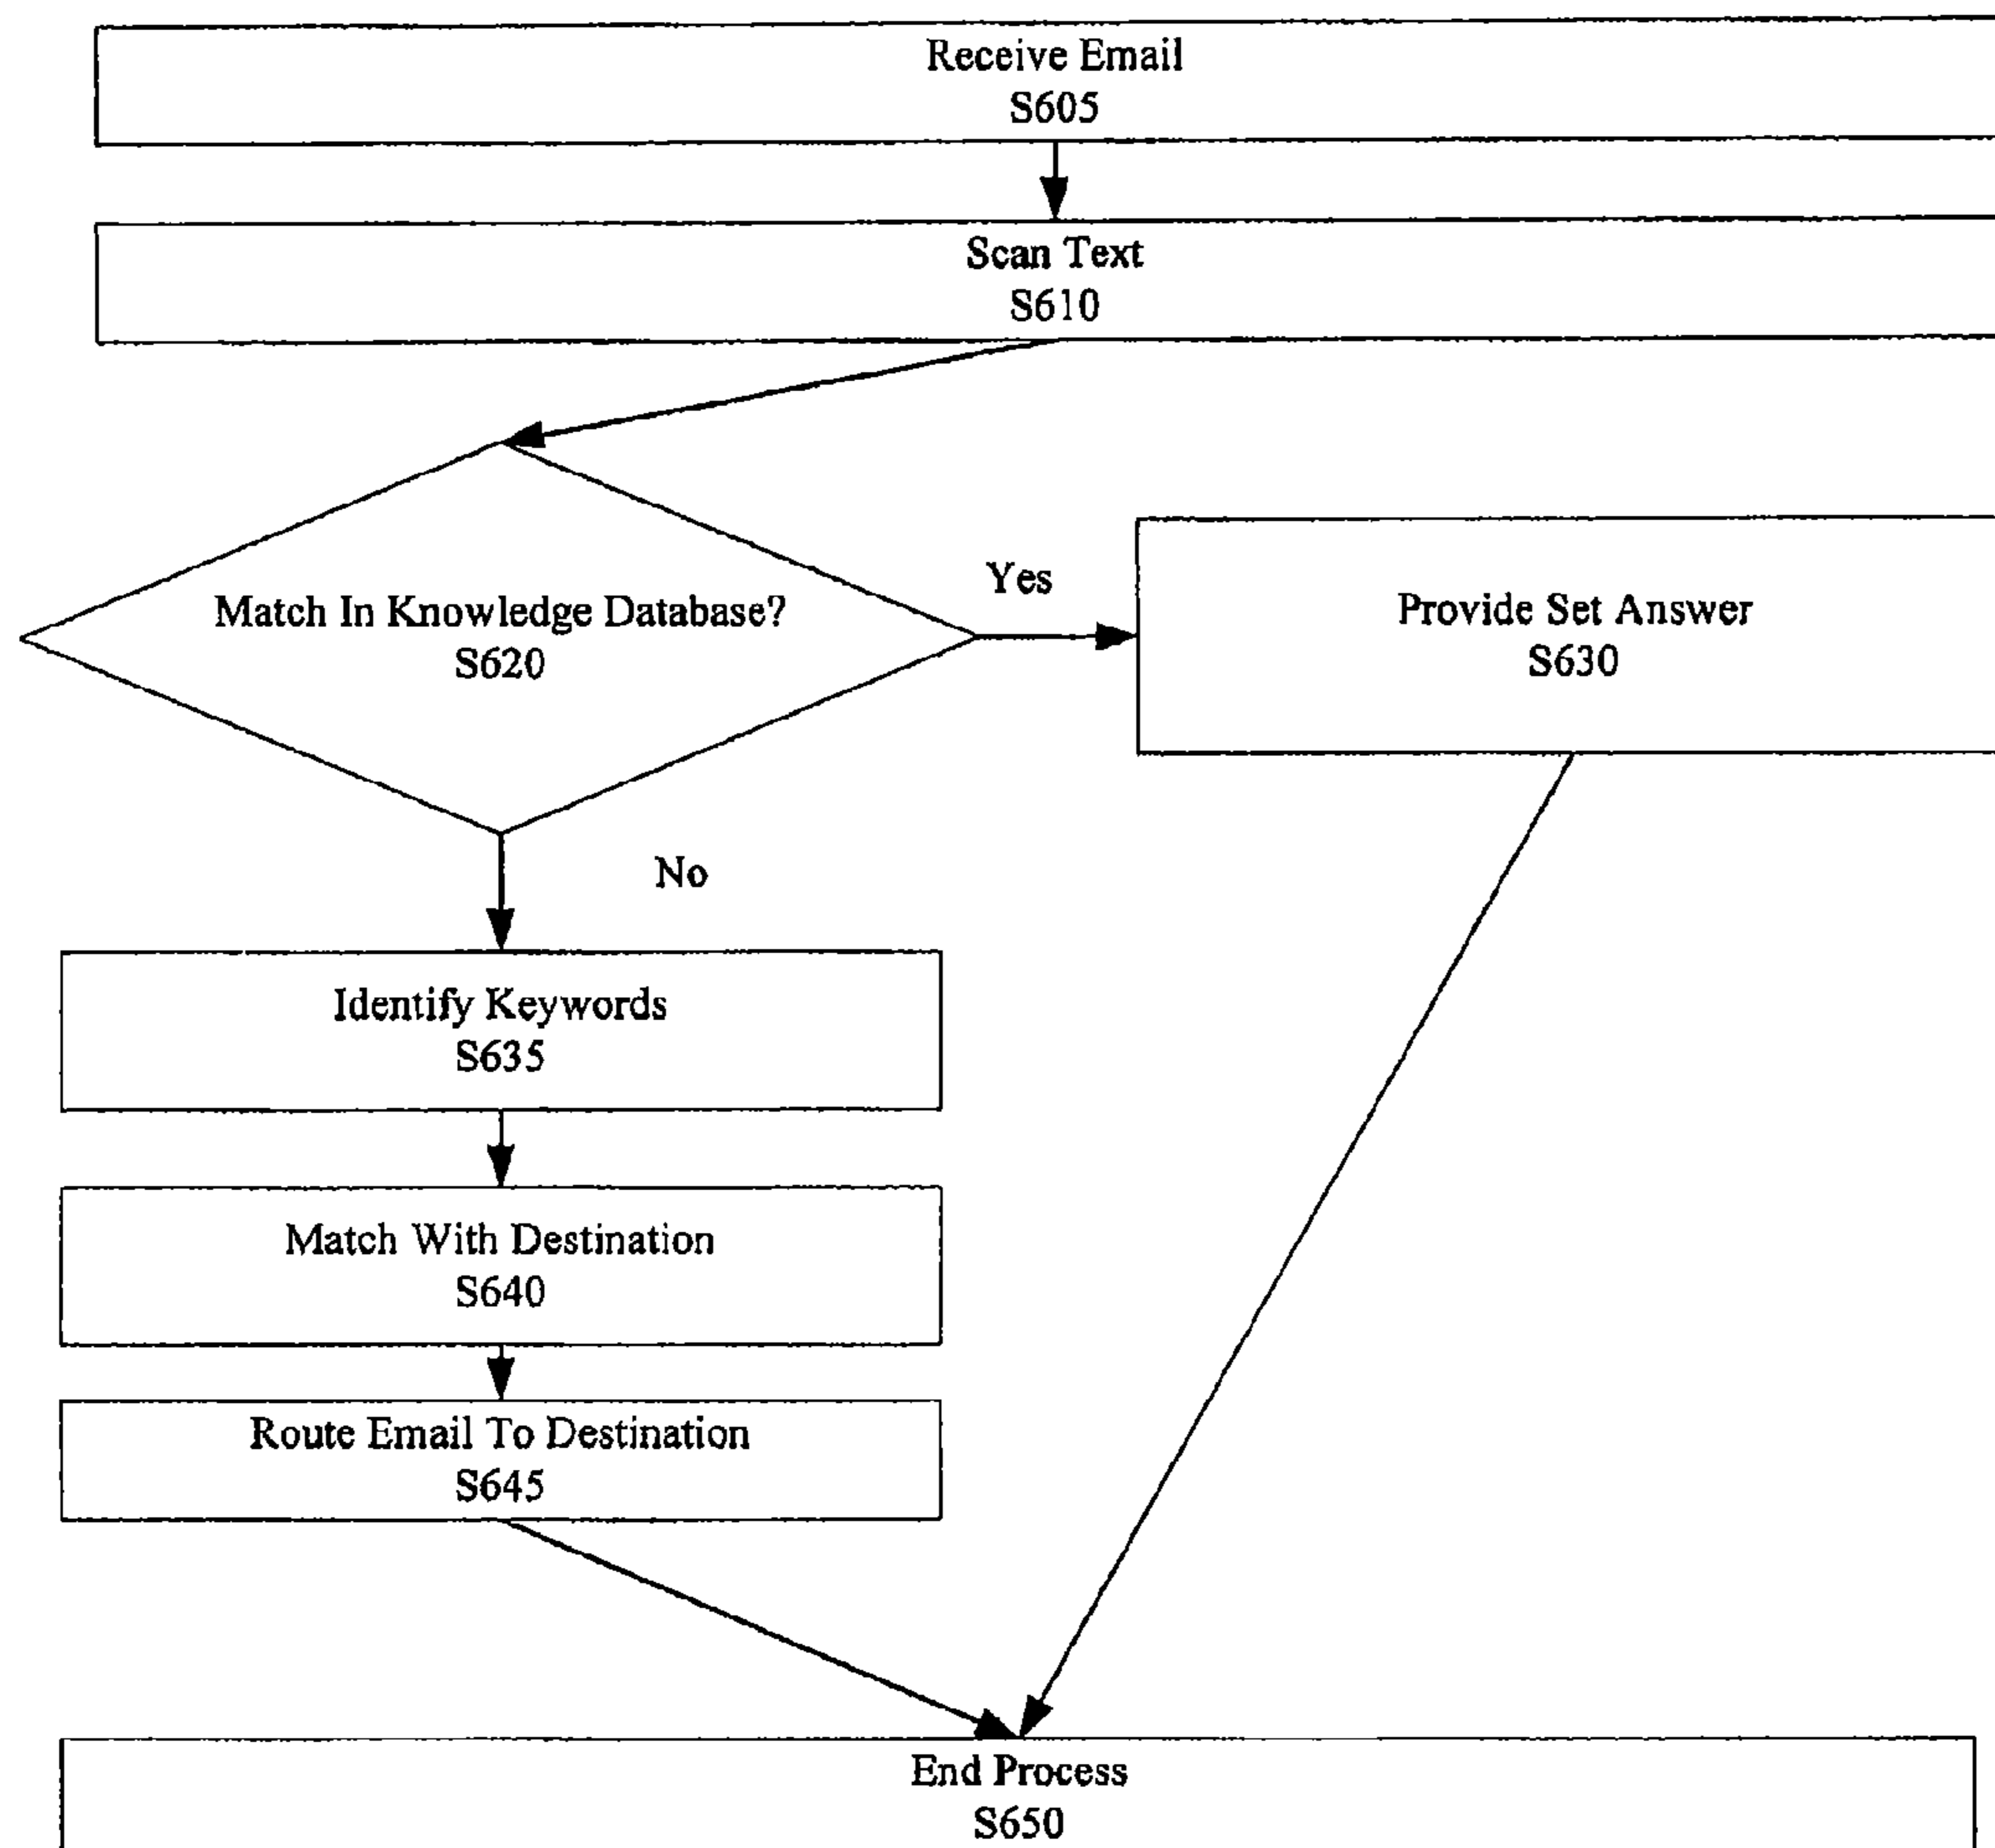 Receive Email
S605
Scan Text
S610
Match In Knowledge Database?
S620
Yes
Provide Set Answer
S630
No
Identify Keywords
S635
Match With Destination
S640
Route Email To Destination
S645
End Process
S650